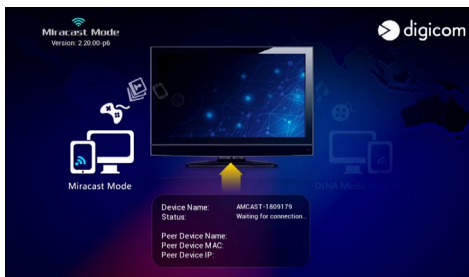 Miracast Mode
Version: 2.20.00-p6
digicom
Miracast Mode
DLNA Media
Device Name: AMCAST-1809179
Status: Waiting for connection..
Peer Device Name:
Peer Device MAC:
Peer Device IP: